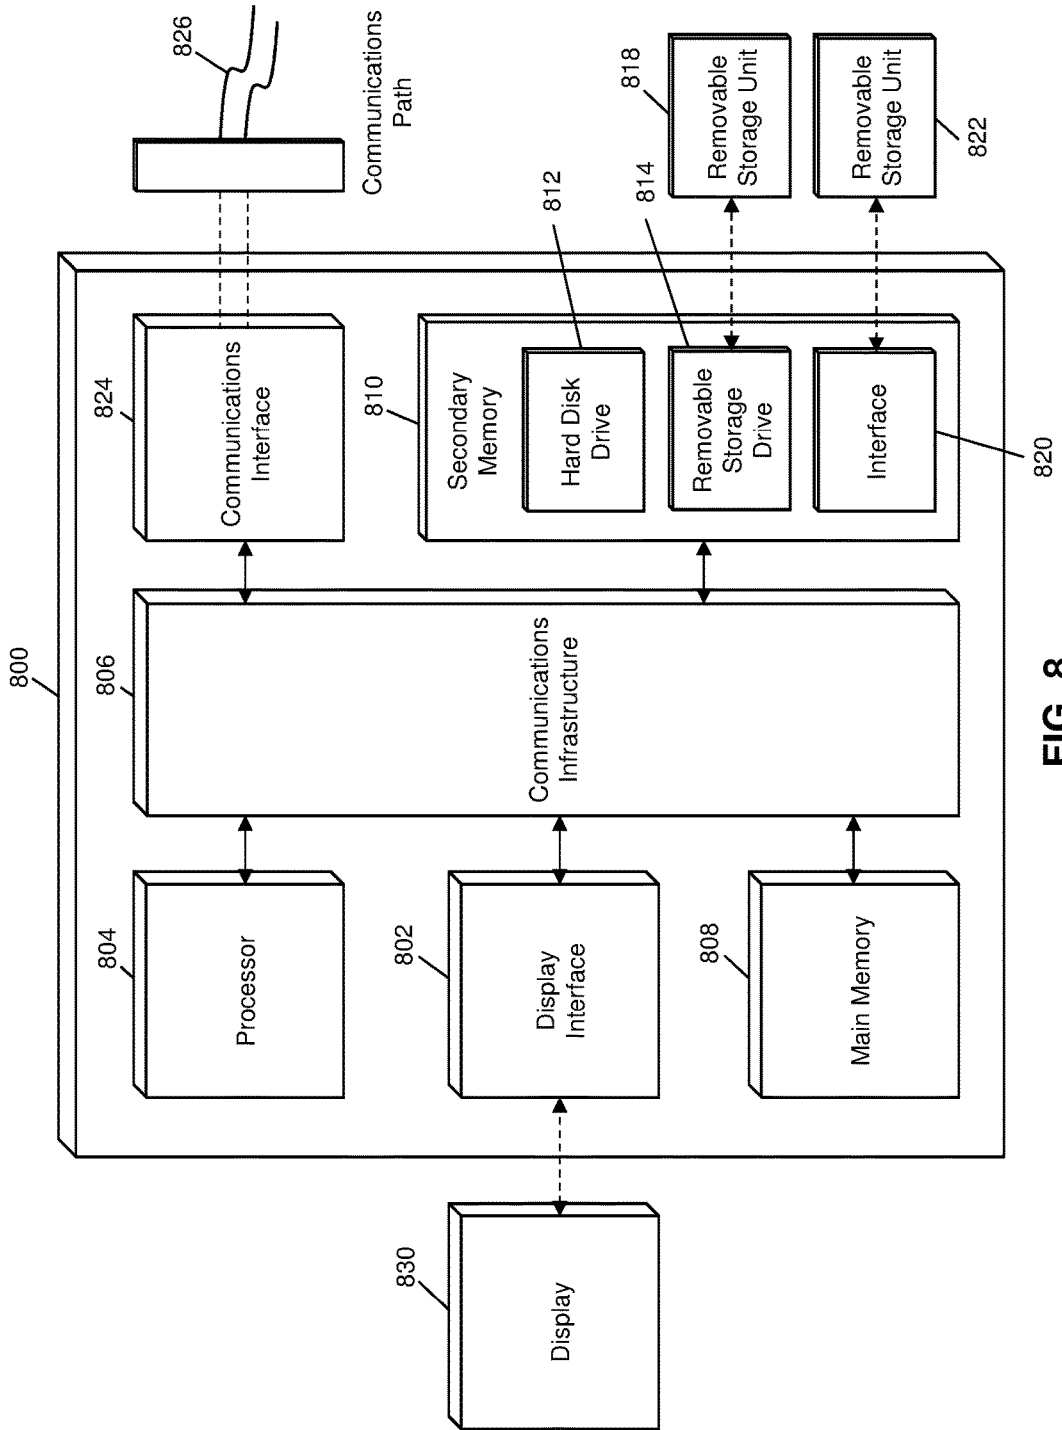 800
830
Display
804
Processor
802
Display
Interface
808
Main Memory
806
Communications
Infrastructure
824
Communications
Interface
810
Secondary
Memory
812
Hard Disk
Drive
814
Removable
Storage
Drive
Interface
820
826
Communications
Path
818
Removable
Storage Unit
Removable
Storage Unit
822
FIG. 8